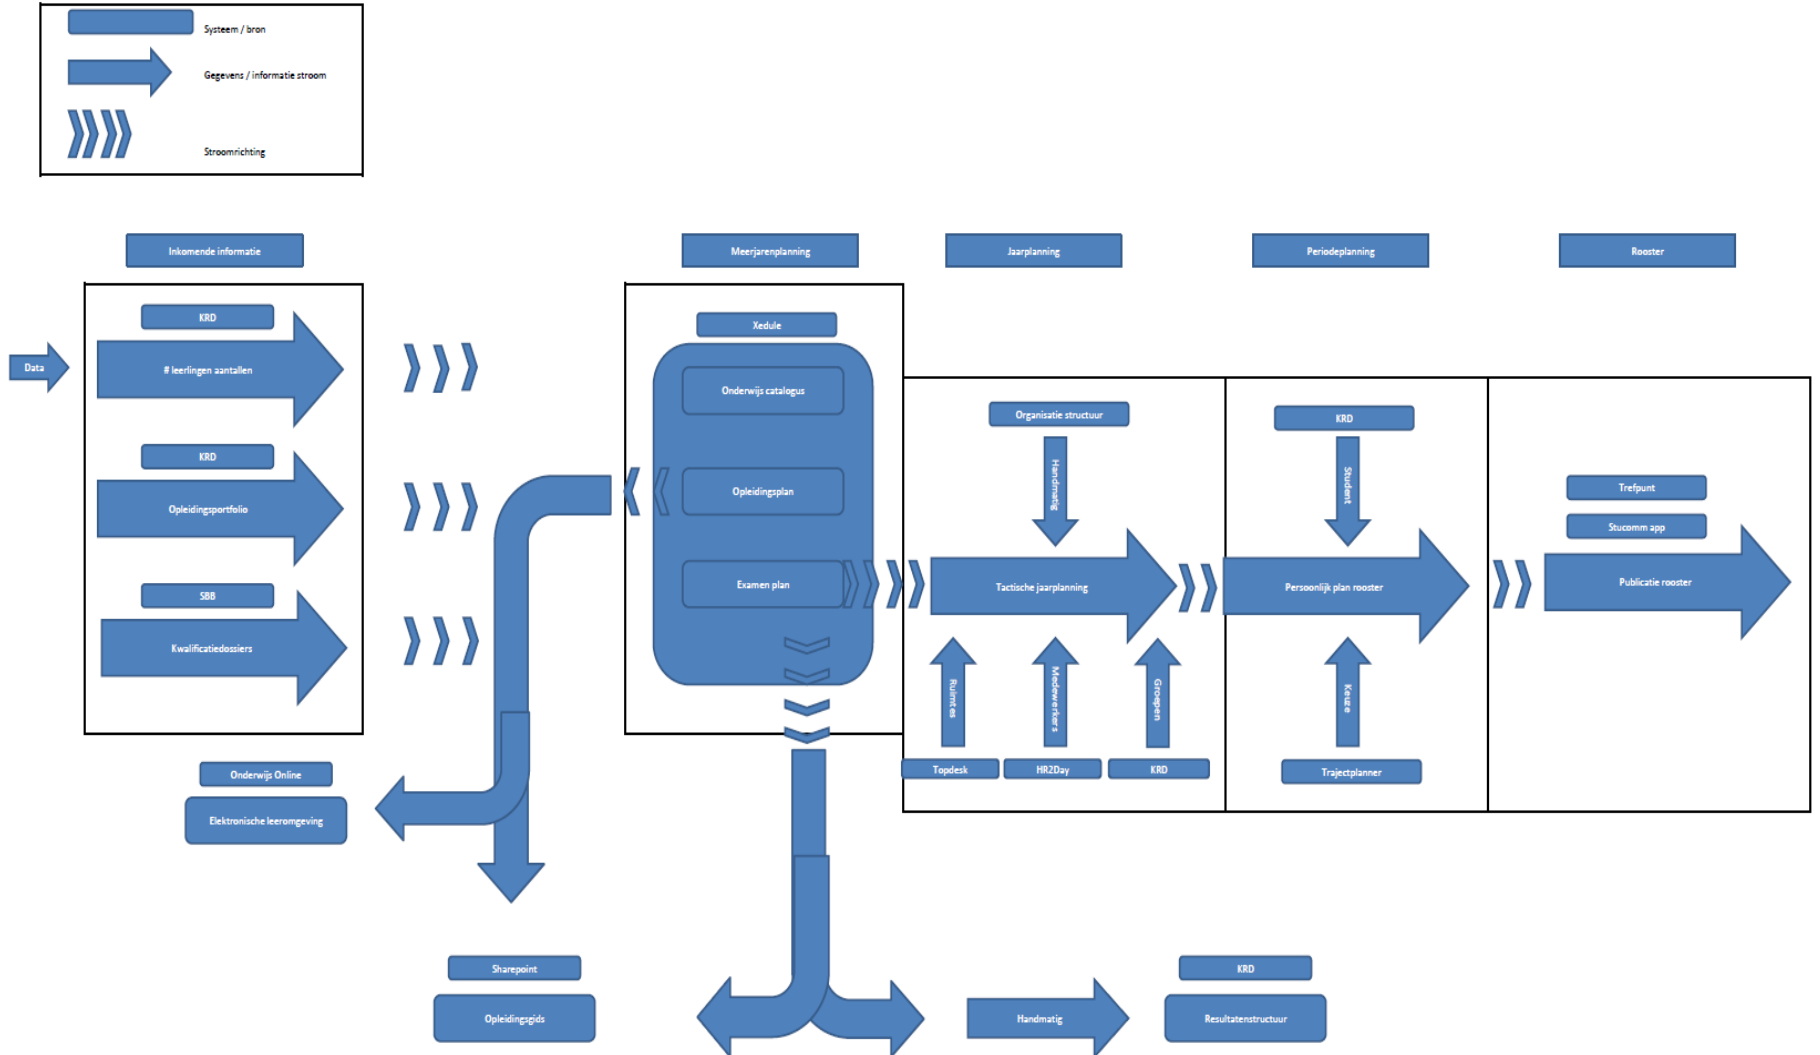 Systeem / bron
Gegevens / informatie stroom
Stroomrichting
Inkomende informatie
Meerjarenplanning
Jaarplanning
Periodeplanning
Rooster
Data
KRD
# leerlingen aantallen
KRD
Opleidingsportfolio
SBB
Kwalificatiedossiers
Xedule
Onderwijs catalogus
Opleidingsplan
Examen plan
Organisatie structuur
Handmatig
Tactische jaarplanning
Ruimtes
Medewerkers
Groepen
Topdesk
HR2Day
KRD
KRD
Student
Persoonlijk plan rooster
Keuze
Trajectplanner
Trefpunt
Stucomm app
Publicatie rooster
Onderwijs Online
Elektronische leeromgeving
Sharepoint
Opleidingsgids
Handmatig
KRD
Resultatenstructuur